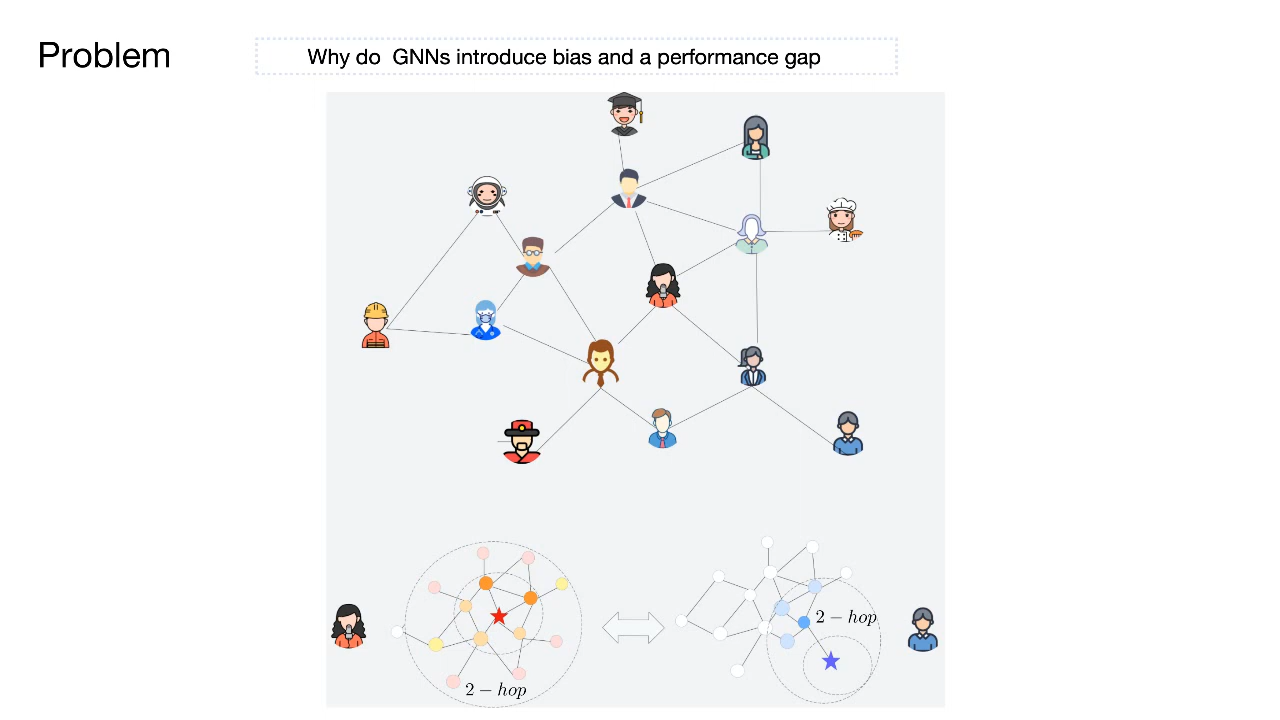 Problem
Why do GNNs introduce bias and a performance gap
2 − hop
2 − hop